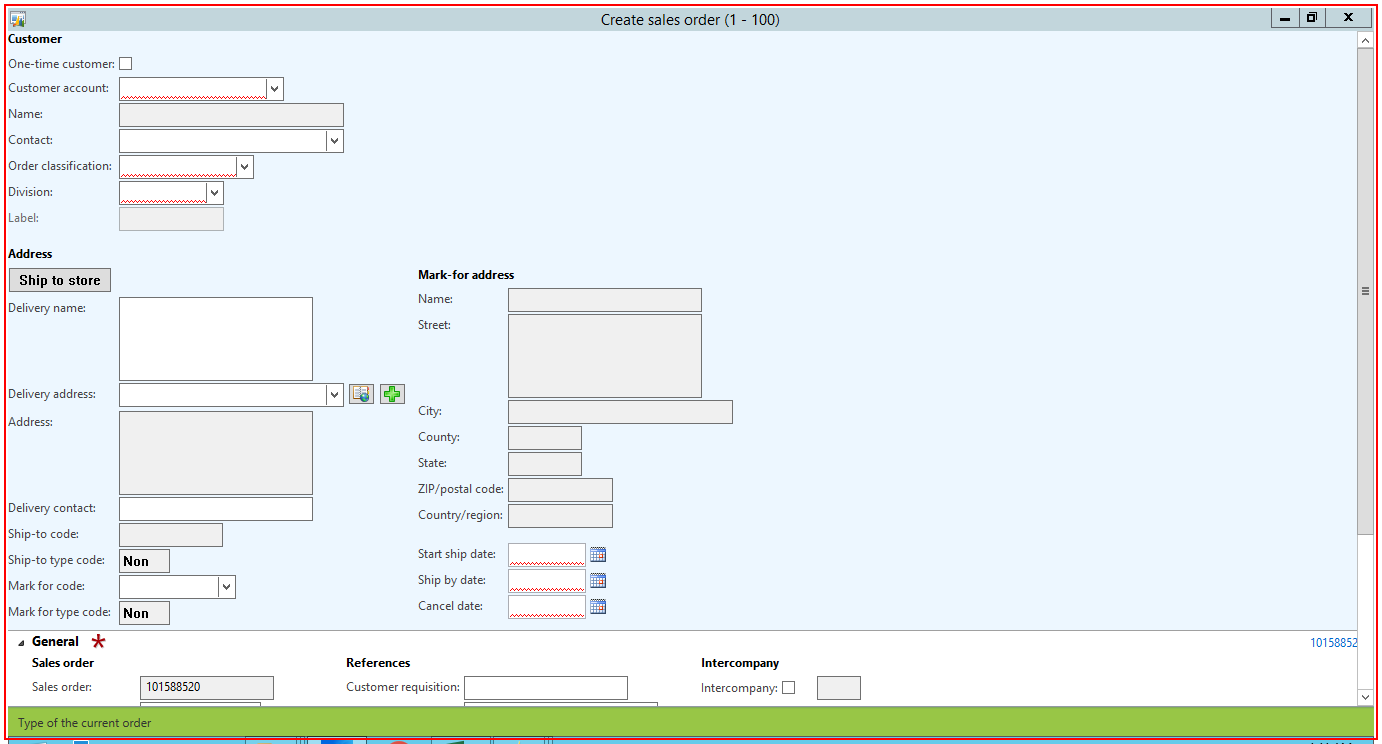 Create sales order (1 - 100)
Customer
One-time customer:
Customer account:
Name:
Contact:
Order classification:
Division:
Label:
Address
Ship to store
Delivery name:
Delivery address:
Address:
Delivery contact:
Ship-to code:
Ship-to type code: Non
Mark for code:
Mark for type code: Non
Mark-for address
Name:
Street:
City:
County:
State:
ZIP/postal code:
Country/region:
Start ship date:
Ship by date:
Cancel date:
General * 10158852
Sales order References Intercompany
Sales order: 101588520 Customer requisition: Intercompany:
Type of the current order